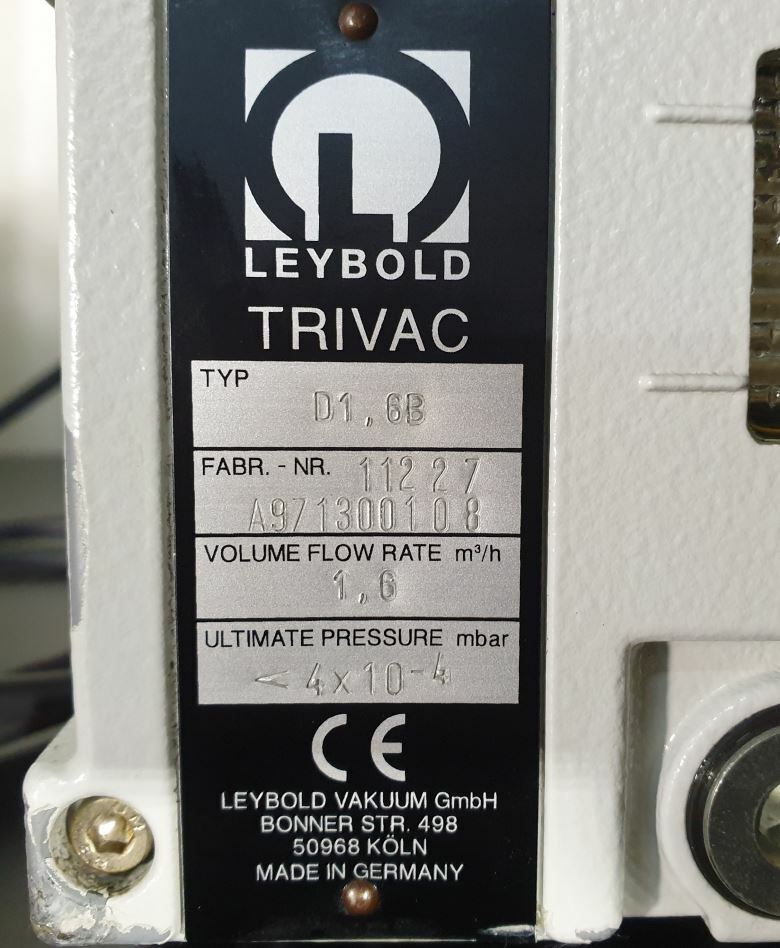 LEYBOLD
TRIVAC
TYP
D1,6B
FABR. - NR. 11227
A971300108
VOLUME FLOW RATE m³/h
1,6
ULTIMATE PRESSURE mbar
< 4x10⁻⁴
CE
LEYBOLD VAKUUM GmbH
BONNER STR. 498
50968 KÖLN
MADE IN GERMANY